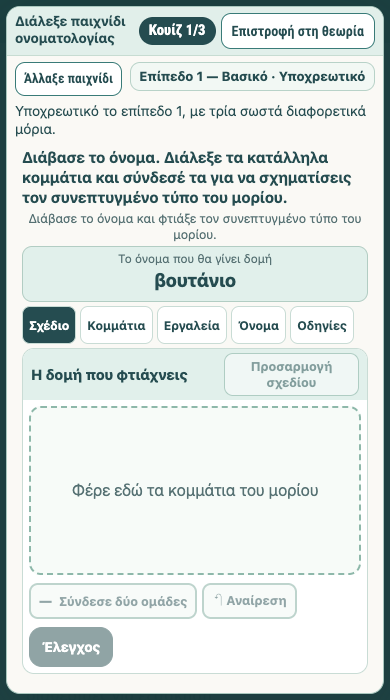 Διάλεξε παιχνίδι ονοματολογίας
Κουίζ 1/3
Επιστροφή στη θεωρία
Άλλαξε παιχνίδι
Επίπεδο 1 — Βασικό · Υποχρεωτικό
Υποχρεωτικό το επίπεδο 1, με τρία σωστά διαφορετικά
μόρια.
Διάβασε το όνομα. Διάλεξε τα κατάλληλα
κομμάτια και σύνδεσέ τα για να σχηματίσεις
τον συνεπτυγμένο τύπο του μορίου.
Διάβασε το όνομα και φτιάξε τον συνεπτυγμένο τύπο του
μορίου.
Το όνομα που θα γίνει δομή
βουτάνιο
Σχέδιο
Κομμάτια
Εργαλεία
Όνομα
Οδηγίες
Η δομή που φτιάχνεις
Προσαρμογή
σχεδίου
Φέρε εδώ τα κομμάτια του μορίου
— Σύνδεσε δύο ομάδες
Αναίρεση
Έλεγχος